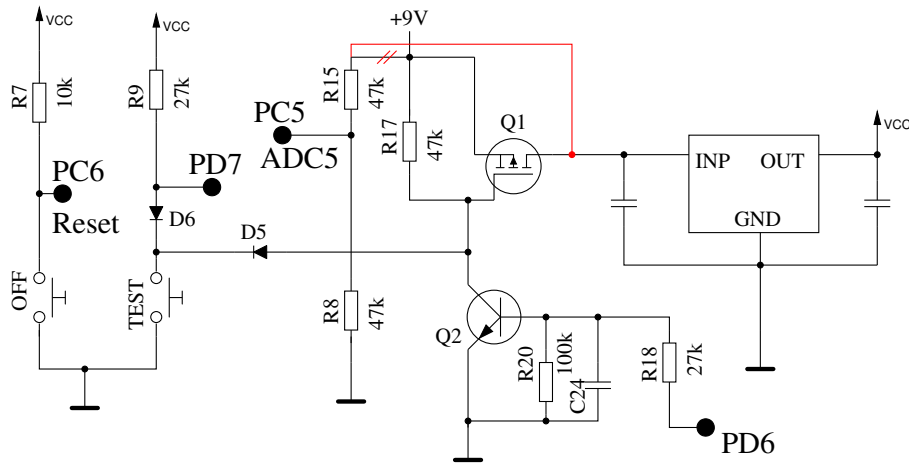 VCC
VCC
+9V
R7
10k
R9
27k
R15
47k
PC5
ADC5
R17
47k
Q1
VCC
INP
OUT
GND
PC6
Reset
PD7
D6
D5
OFF
TEST
R8
47k
Q2
R20
100k
C24
R18
27k
PD6